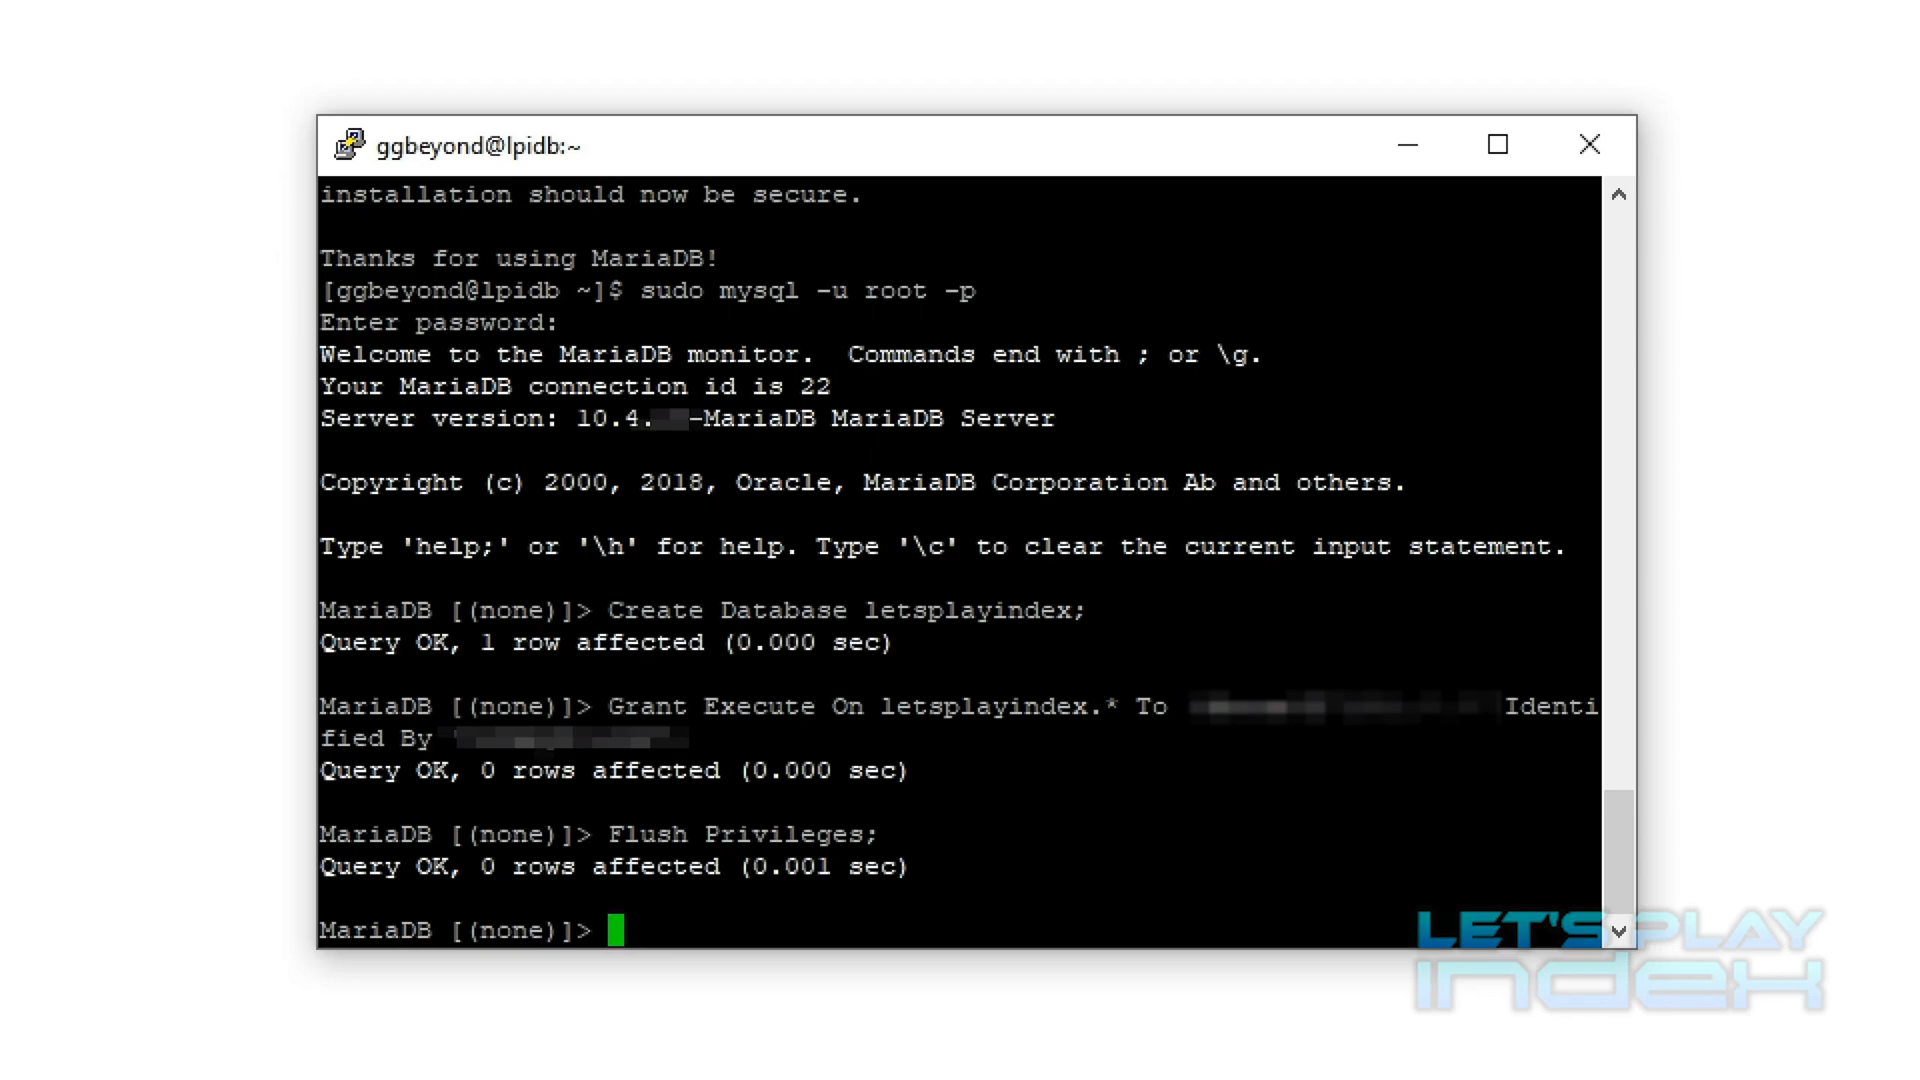 ggbeyond@lpidb:~
installation should now be secure.
Thanks for using MariaDB!
[ggbeyond@lpidb ~]$ sudo mysql -u root -p
Enter password:
Welcome to the MariaDB monitor.  Commands end with ; or \g.
Your MariaDB connection id is 22
Server version: 10.4. -MariaDB MariaDB Server
Copyright (c) 2000, 2018, Oracle, MariaDB Corporation Ab and others.
Type 'help;' or '\h' for help. Type '\c' to clear the current input statement.
MariaDB [(none)]> Create Database letsplayindex;
Query OK, 1 row affected (0.000 sec)
MariaDB [(none)]> Grant Execute On letsplayindex.* To Identi
fied By
Query OK, 0 rows affected (0.000 sec)
MariaDB [(none)]> Flush Privileges;
Query OK, 0 rows affected (0.001 sec)
MariaDB [(none)]>
LET'S PLAY
index